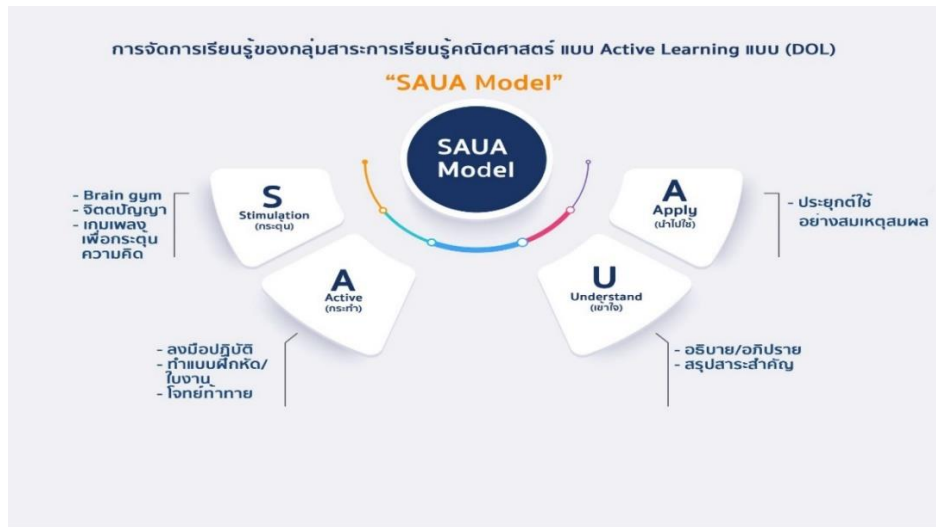 การจัดการเรียนรู้ของกลุ่มสาระการเรียนรู้คณิตศาสตร์ แบบ Active Learning แบบ (DOL)
“SAUA Model”
SAUA
Model
S
Stimulation
(กระตุ้น)
- Brain gym
- จิตตปัญญา
- เกมเพลง
เพื่อกระตุ้น
ความคิด
A
Active
(กระทำ)
- ลงมือปฏิบัติ
- ทำแบบฝึกหัด/
ใบงาน
- โจทย์ท้าทาย
U
Understand
(เข้าใจ)
- อธิบาย/อภิปราย
- สรุปสาระสำคัญ
A
Apply
(นำไปใช้)
- ประยุกต์ใช้
อย่างสมเหตุสมผล